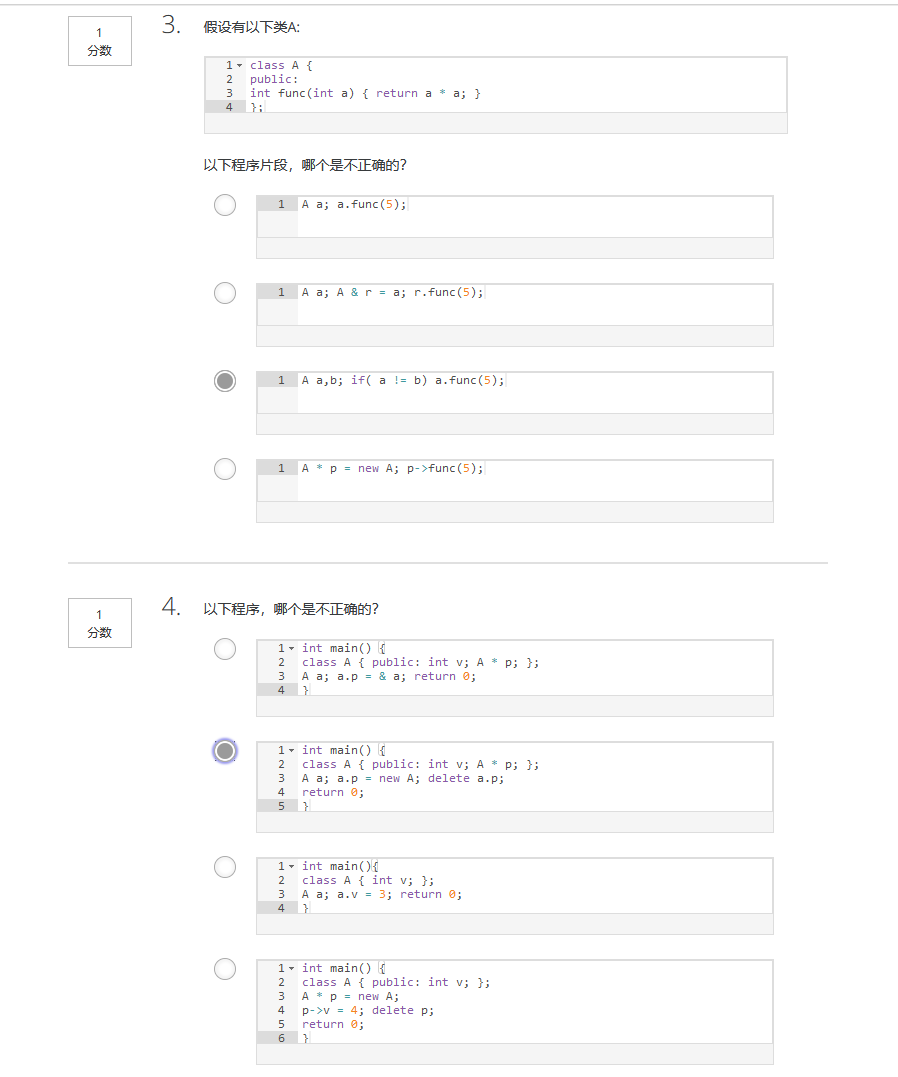 1
分数
3. 假设有以下类A:
1 class A {
2 public:
3 int func(int a) { return a * a; }
4 };
以下程序片段，哪个是不正确的?
1 A a; a.func(5);
1 A a; A & r = a; r.func(5);
1 A a,b; if( a != b) a.func(5);
1 A * p = new A; p->func(5);
1
分数
4. 以下程序，哪个是不正确的?
1 int main() {
2 class A { public: int v; A * p; };
3 A a; a.p = & a; return 0;
4 }
1 int main() {
2 class A { public: int v; A * p; };
3 A a; a.p = new A; delete a.p;
4 return 0;
5 }
1 int main(){
2 class A { int v; };
3 A a; a.v = 3; return 0;
4 }
1 int main() {
2 class A { public: int v; };
3 A * p = new A;
4 p->v = 4; delete p;
5 return 0;
6 }